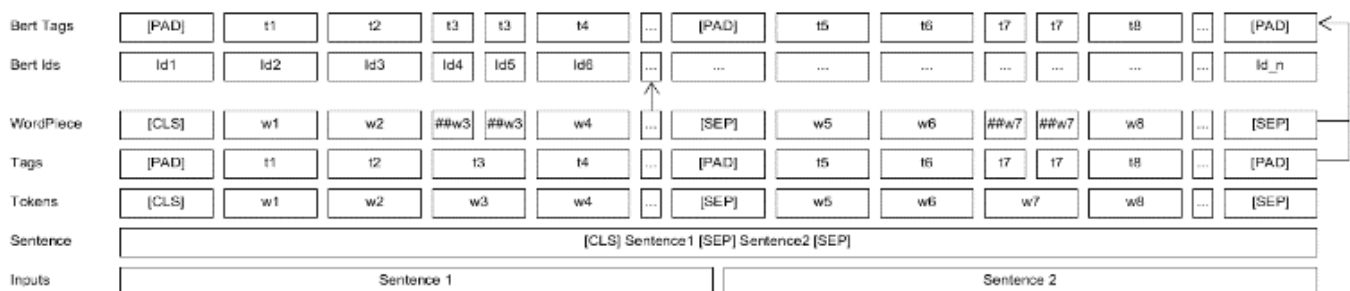 Bert Tags [PAD] t1 t2 t3 t3 t4 ... [PAD] t5 t6 t7 t7 t8 ... [PAD]
Bert Ids Id1 Id2 Id3 Id4 Id5 Id6 ... ... ... ... ... ... ... ... Id_n
WordPiece [CLS] w1 w2 ##w3 ##w3 w4 ... [SEP] w5 w6 ##w7 ##w7 w8 ... [SEP]
Tags [PAD] t1 t2 t3 t4 ... [PAD] t5 t6 t7 t7 t8 ... [PAD]
Tokens [CLS] w1 w2 w3 w4 ... [SEP] w5 w6 w7 w8 ... [SEP]
Sentence [CLS] Sentence1 [SEP] Sentence2 [SEP]
Inputs Sentence 1 Sentence 2